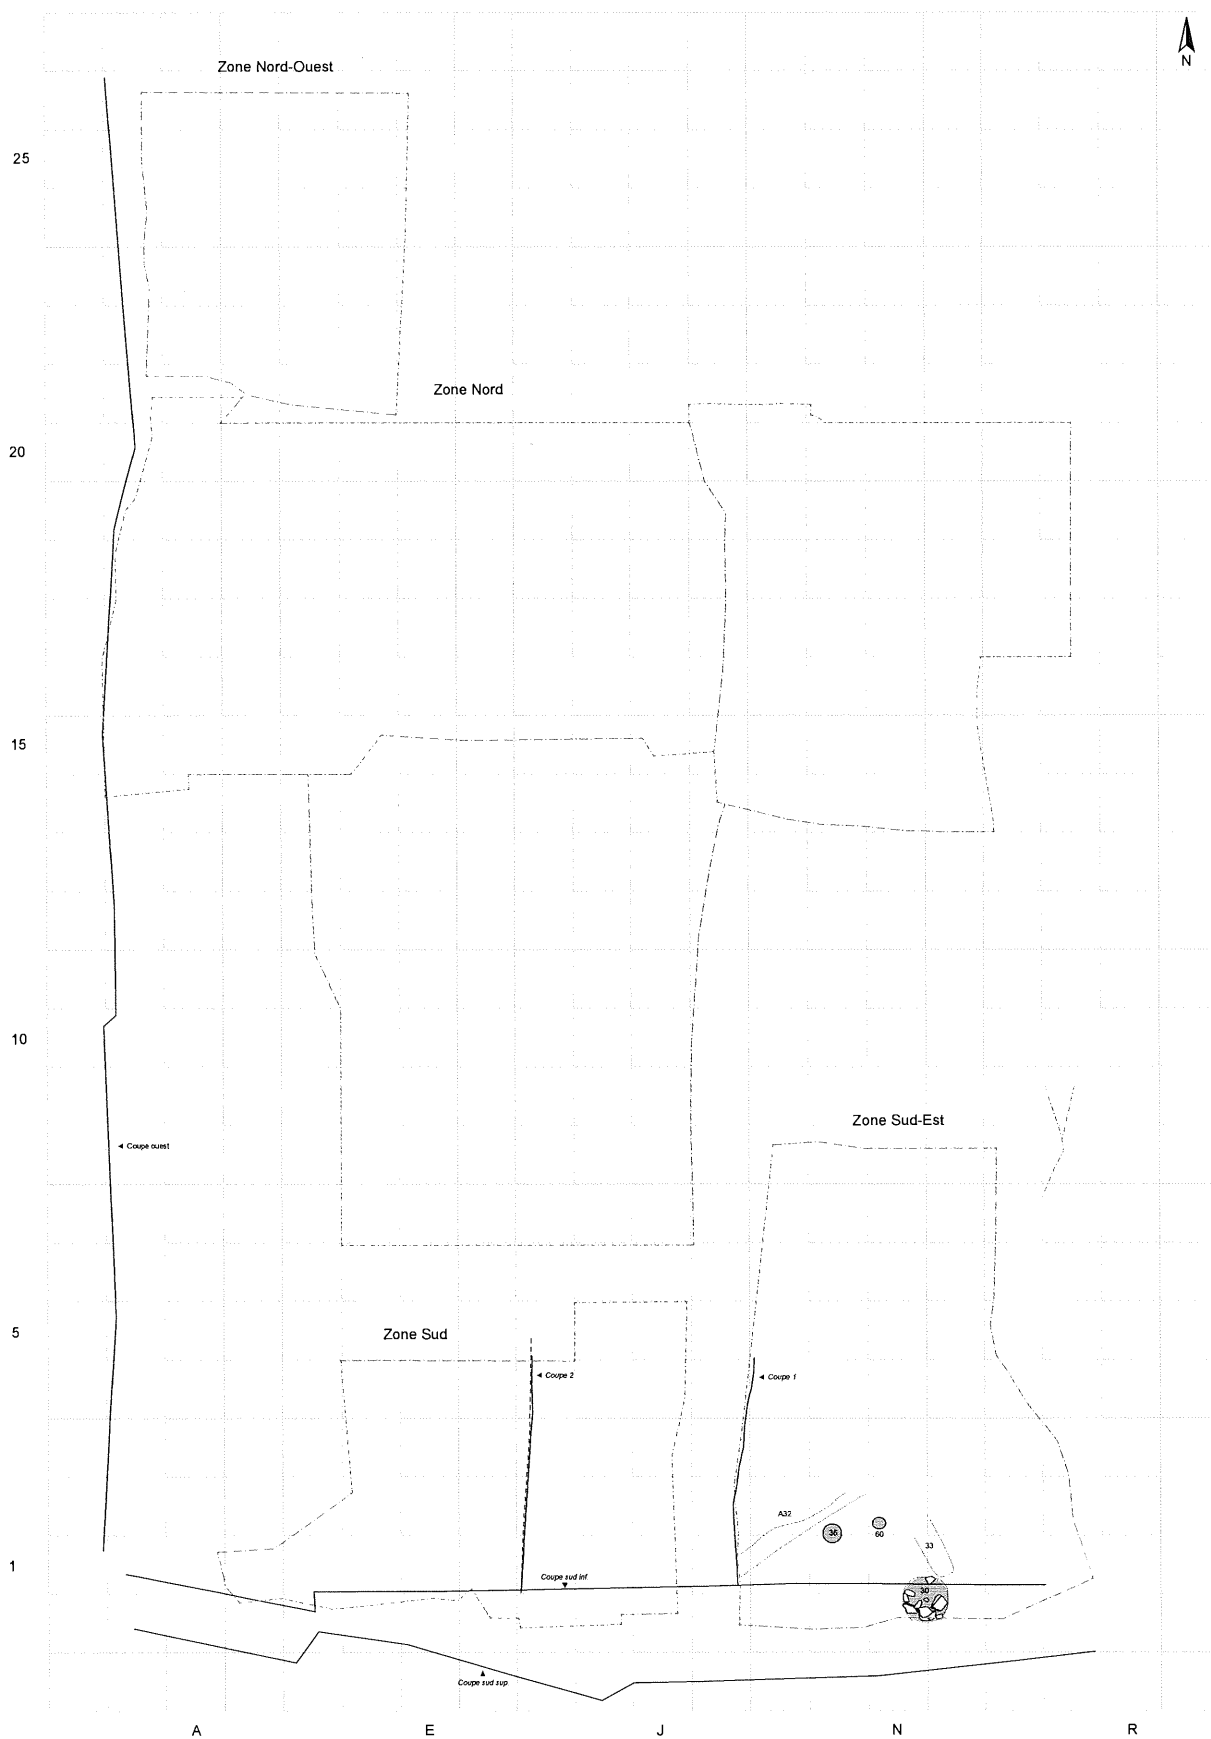 N
Zone Nord-Ouest
25
Zone Nord
20
15
10
Zone Sud-Est
◄ Coupe ouest
5
Zone Sud
◄ Coupe 2
◄ Coupe 1
A32
36
60
33
1
Coupe sud inf
30
Coupe sud sup
A E J N R